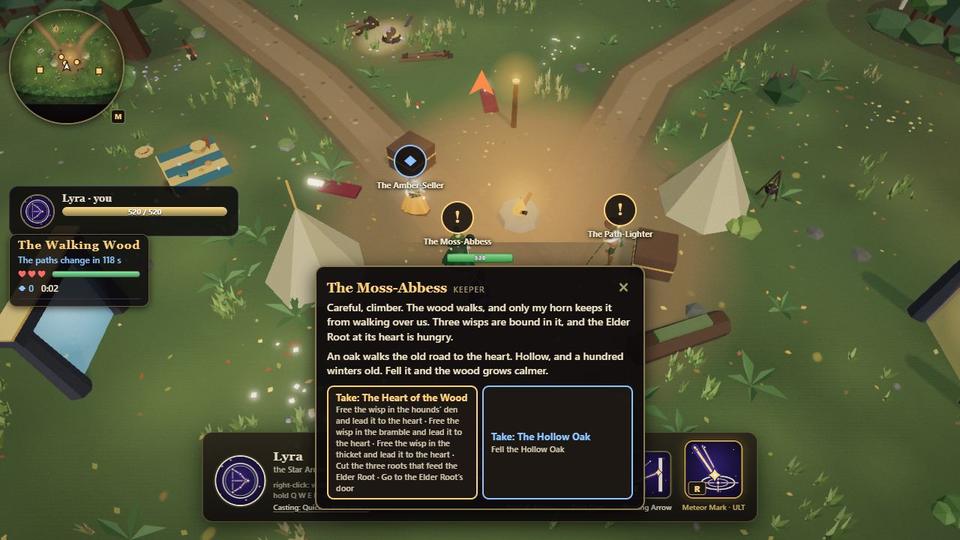 M
The Amber-Seller
!
The Moss-Abbess
!
The Path-Lighter
520
Lyra · you
520 / 520
The Walking Wood
The paths change in 118 s
0 0:02
The Moss-Abbess KEEPER
Careful, climber. The wood walks, and only my horn keeps it
from walking over us. Three wisps are bound in it, and the Elder
Root at its heart is hungry.
An oak walks the old road to the heart. Hollow, and a hundred
winters old. Fell it and the wood grows calmer.
Take: The Heart of the Wood
Free the wisp in the hounds' den
and lead it to the heart · Free the
wisp in the bramble and lead it to
the heart · Free the wisp in the
thicket and lead it to the heart ·
Cut the three roots that feed the
Elder Root · Go to the Elder Root's
door
Take: The Hollow Oak
Fell the Hollow Oak
Lyra
the Star
right-click:
hold Q W E
Casting:
Arrow
R
Meteor Mark · ULT